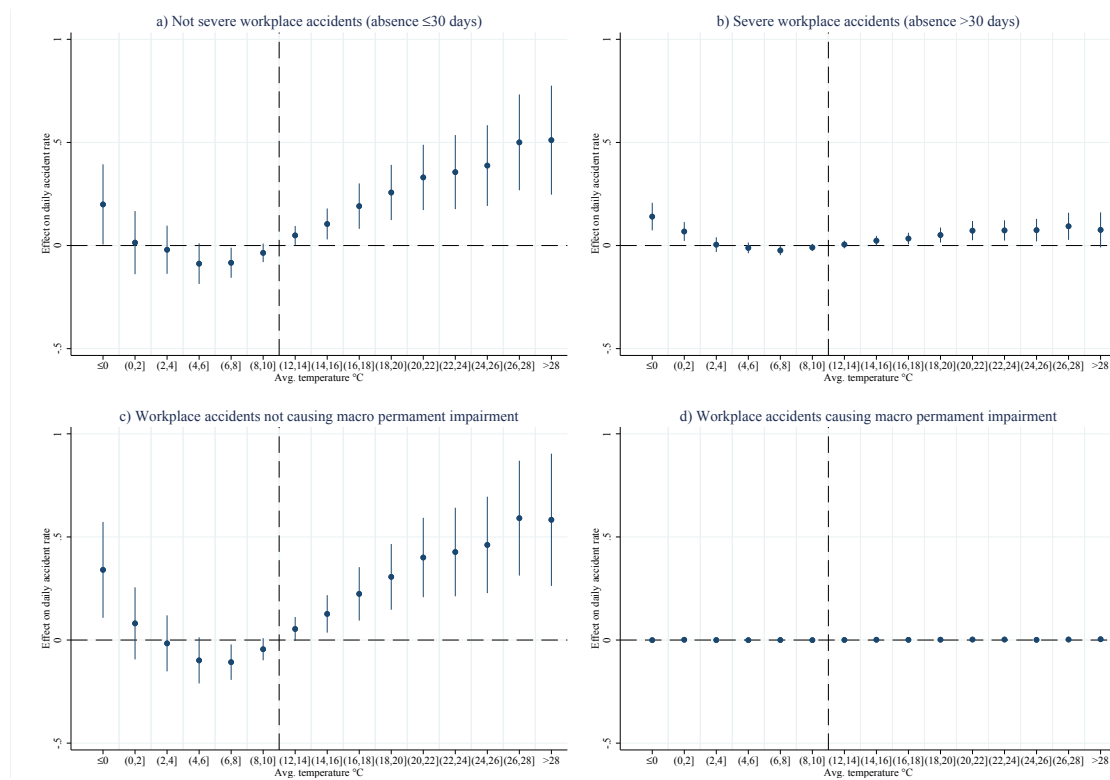 a) Not severe workplace accidents (absence ≤30 days)
Effect on daily accident rate
1
.5
0
-.5
≤0 (0,2] (2,4] (4,6] (6,8] (8,10] (12,14] (14,16] (16,18] (18,20] (20,22] (22,24] (24,26] (26,28] >28
Avg. temperature °C
b) Severe workplace accidents (absence >30 days)
Effect on daily accident rate
1
.5
0
-.5
≤0 (0,2] (2,4] (4,6] (6,8] (8,10] (12,14] (14,16] (16,18] (18,20] (20,22] (22,24] (24,26] (26,28] >28
Avg. temperature °C
c) Workplace accidents not causing macro permament impairment
Effect on daily accident rate
1
.5
0
-.5
≤0 (0,2] (2,4] (4,6] (6,8] (8,10] (12,14] (14,16] (16,18] (18,20] (20,22] (22,24] (24,26] (26,28] >28
Avg. temperature °C
d) Workplace accidents causing macro permament impairment
Effect on daily accident rate
1
.5
0
-.5
≤0 (0,2] (2,4] (4,6] (6,8] (8,10] (12,14] (14,16] (16,18] (18,20] (20,22] (22,24] (24,26] (26,28] >28
Avg. temperature °C